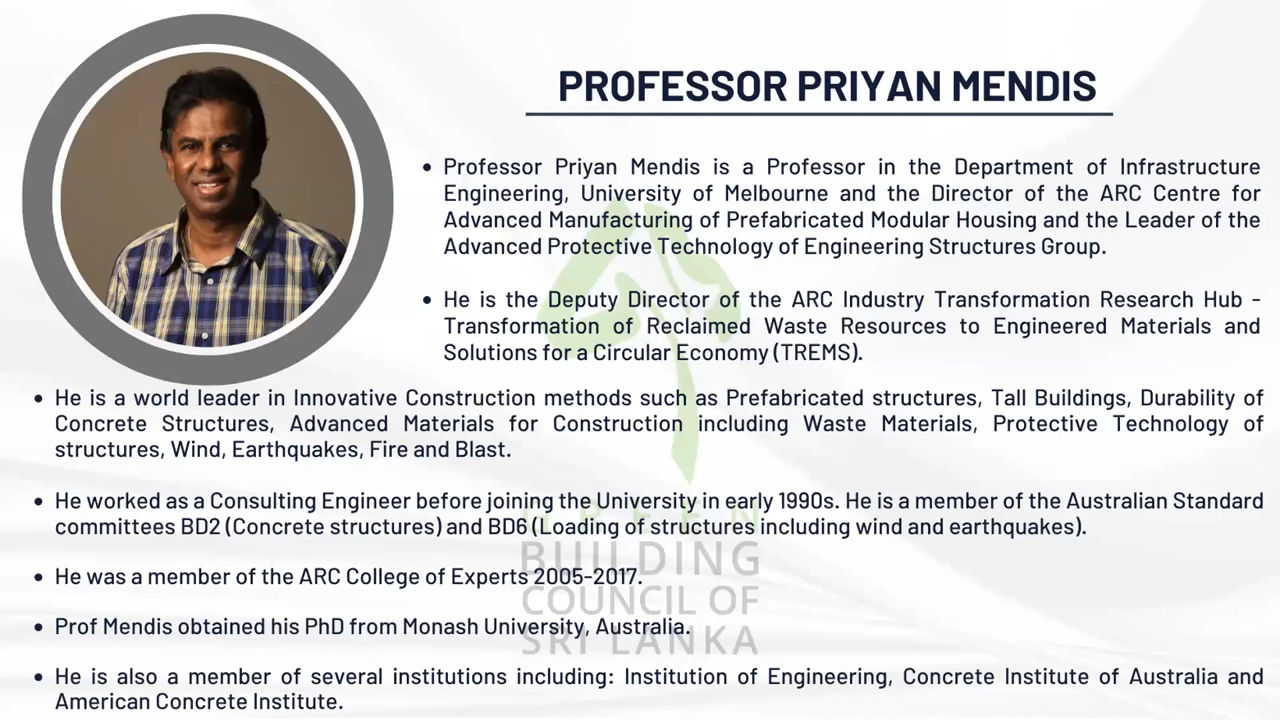 PROFESSOR PRIYAN MENDIS
• Professor Priyan Mendis is a Professor in the Department of Infrastructure
Engineering, University of Melbourne and the Director of the ARC Centre for
Advanced Manufacturing of Prefabricated Modular Housing and the Leader of the
Advanced Protective Technology of Engineering Structures Group.
• He is the Deputy Director of the ARC Industry Transformation Research Hub -
Transformation of Reclaimed Waste Resources to Engineered Materials and
Solutions for a Circular Economy (TREMS).
• He is a world leader in Innovative Construction methods such as Prefabricated structures, Tall Buildings, Durability of
Concrete Structures, Advanced Materials for Construction including Waste Materials, Protective Technology of
structures, Wind, Earthquakes, Fire and Blast.
• He worked as a Consulting Engineer before joining the University in early 1990s. He is a member of the Australian Standard
committees BD2 (Concrete structures) and BD6 (Loading of structures including wind and earthquakes).
• He was a member of the ARC College of Experts 2005-2017.
• Prof Mendis obtained his PhD from Monash University, Australia.
• He is also a member of several institutions including: Institution of Engineering, Concrete Institute of Australia and
American Concrete Institute.
GREEN
BUILDING
COUNCIL OF
SRI LANKA